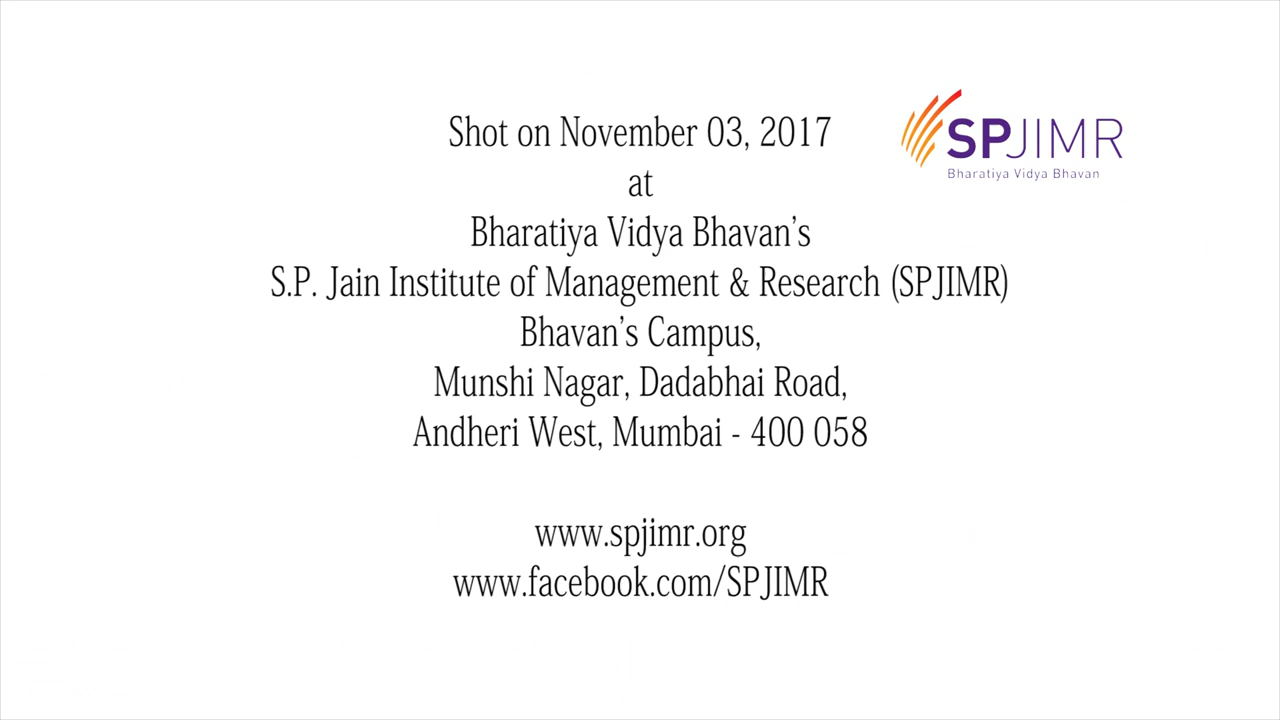 Shot on November 03, 2017
at
Bharatiya Vidya Bhavan's
S.P. Jain Institute of Management & Research (SPJIMR)
Bhavan's Campus,
Munshi Nagar, Dadabhai Road,
Andheri West, Mumbai - 400 058
www.spjimr.org
www.facebook.com/SPJIMR
SPJIMR
Bharatiya Vidya Bhavan